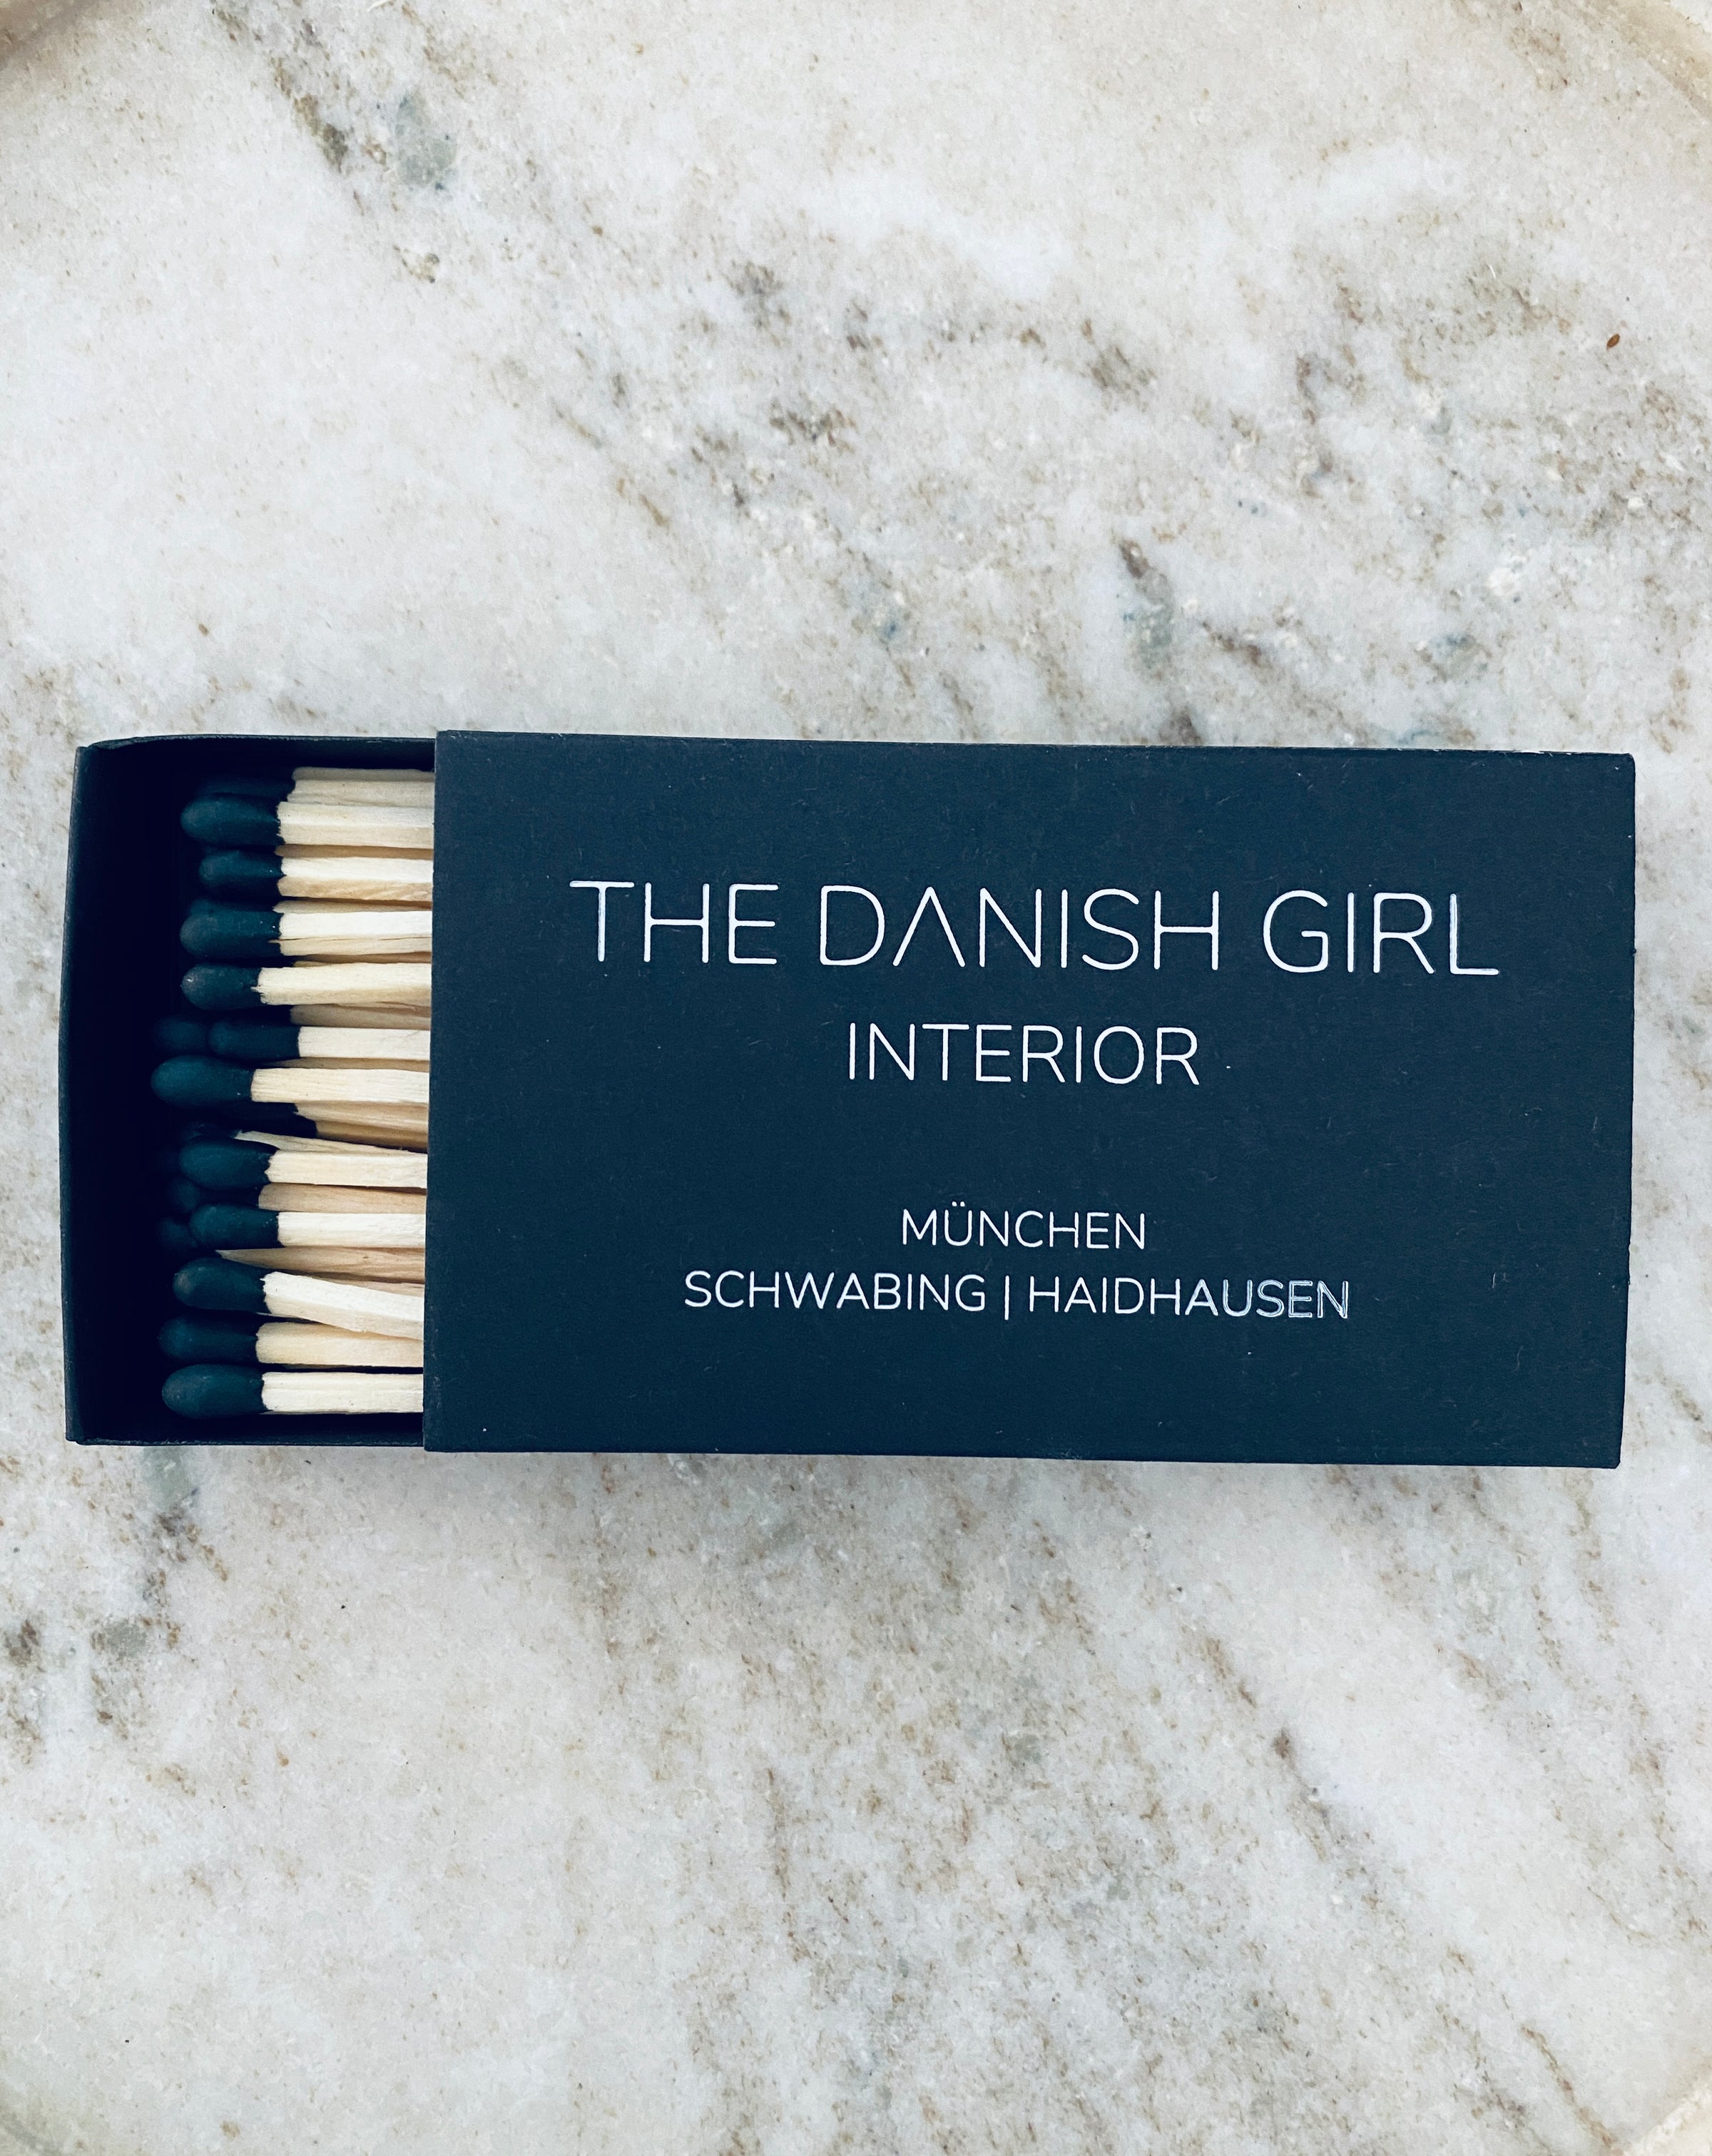 THE DANISH GIRL
INTERIOR
MÜNCHEN
SCHWABING | HAIDHAUSEN